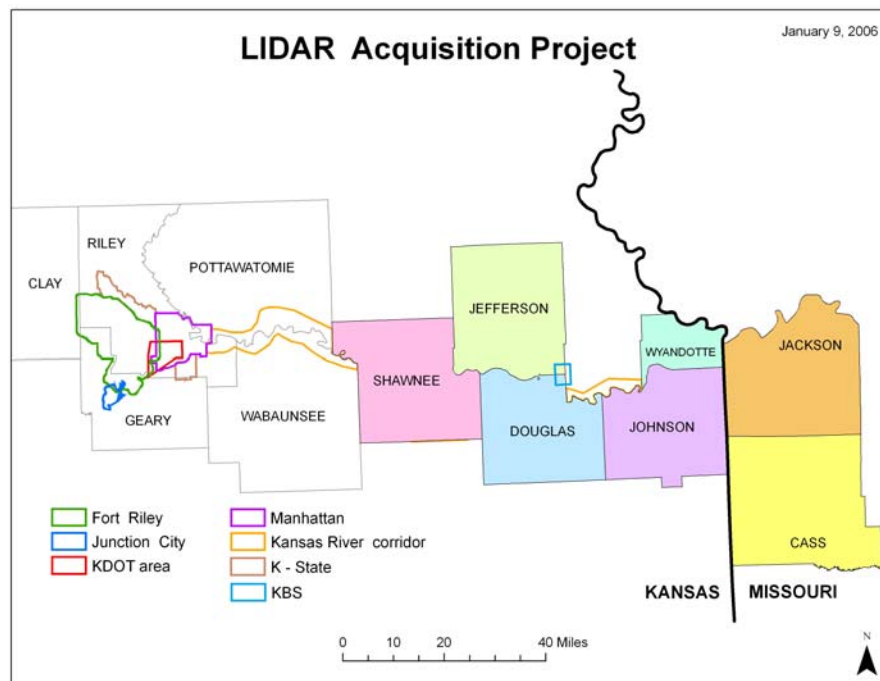 LIDAR Acquisition Project
January 9, 2006
RILEY
CLAY
POTTAWATOMIE
JEFFERSON
WYANDOTTE
JACKSON
SHAWNEE
GEARY
WABAUNSEE
DOUGLAS
JOHNSON
CASS
Fort Riley
Junction City
KDOT area
Manhattan
Kansas River corridor
K - State
KBS
KANSAS
MISSOURI
0 10 20 40 Miles
N